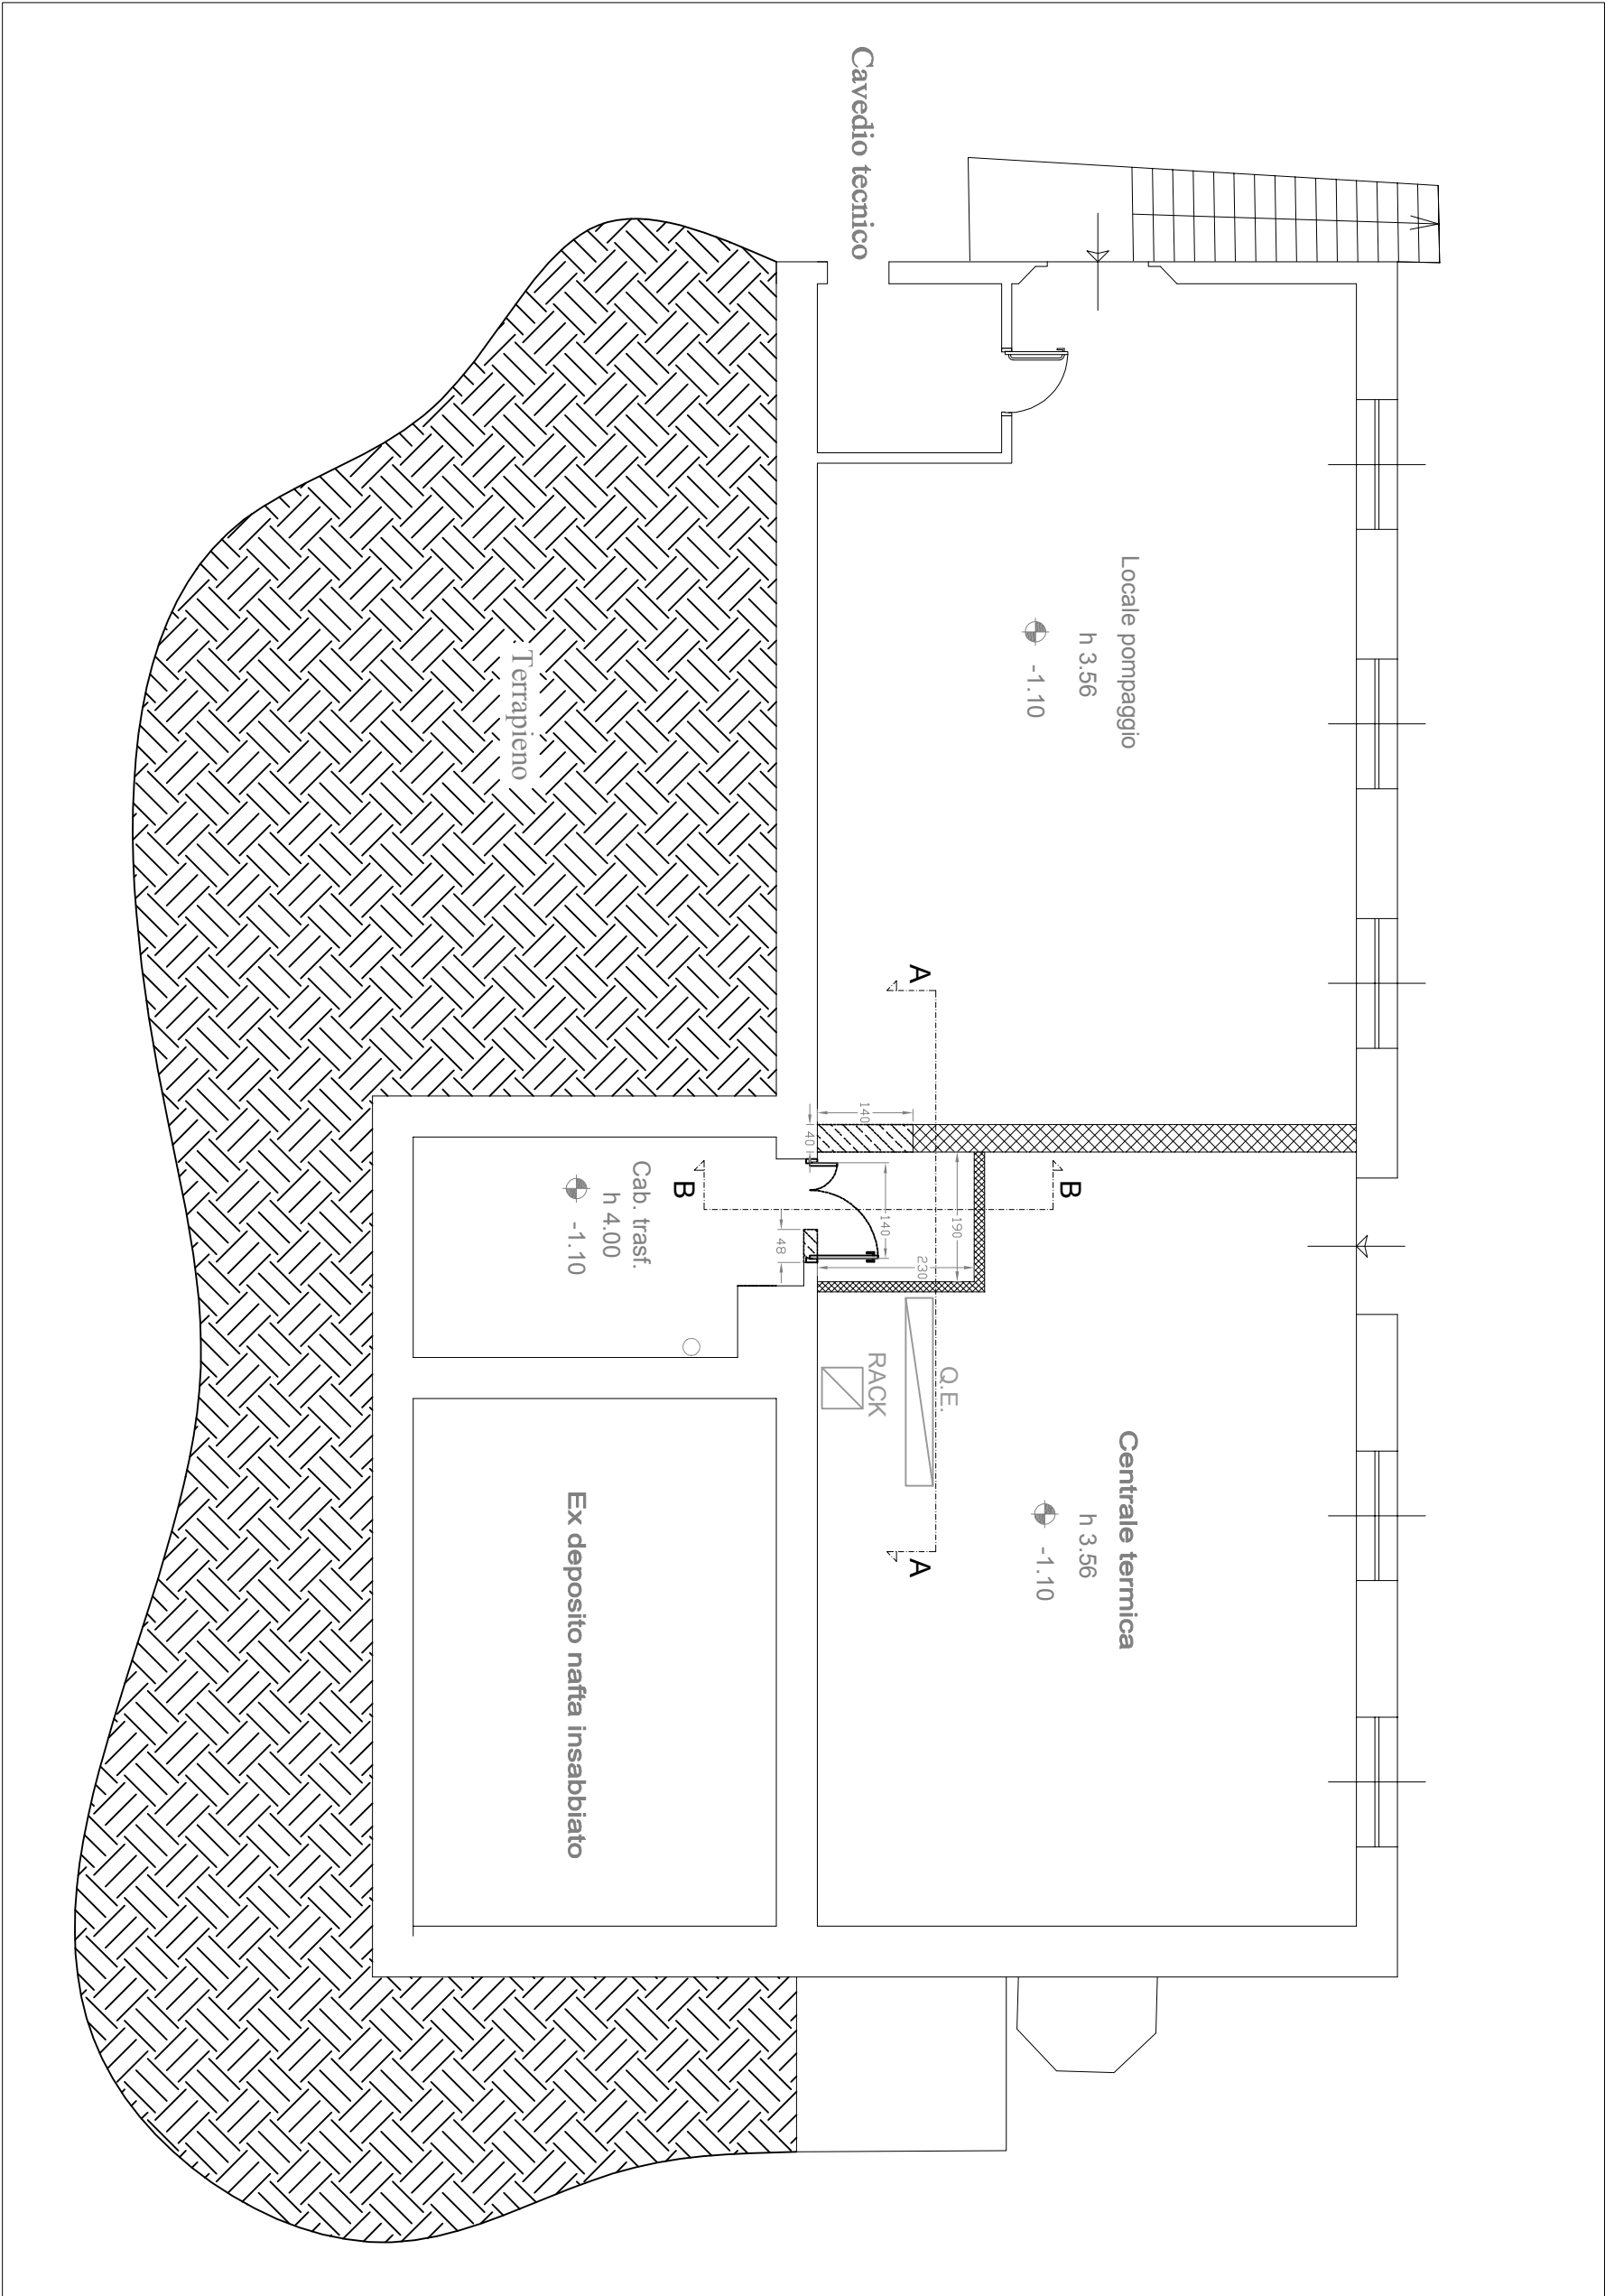 Cavedio tecnico
Locale pompaggio
h 3.56
-1.10
Terrapieno
A
A
B
B
140
40
140
190
230
48
Cab. trasf.
h 4.00
-1.10
Q.E.
RACK
Centrale termica
h 3.56
-1.10
Ex deposito nafta insabbiato